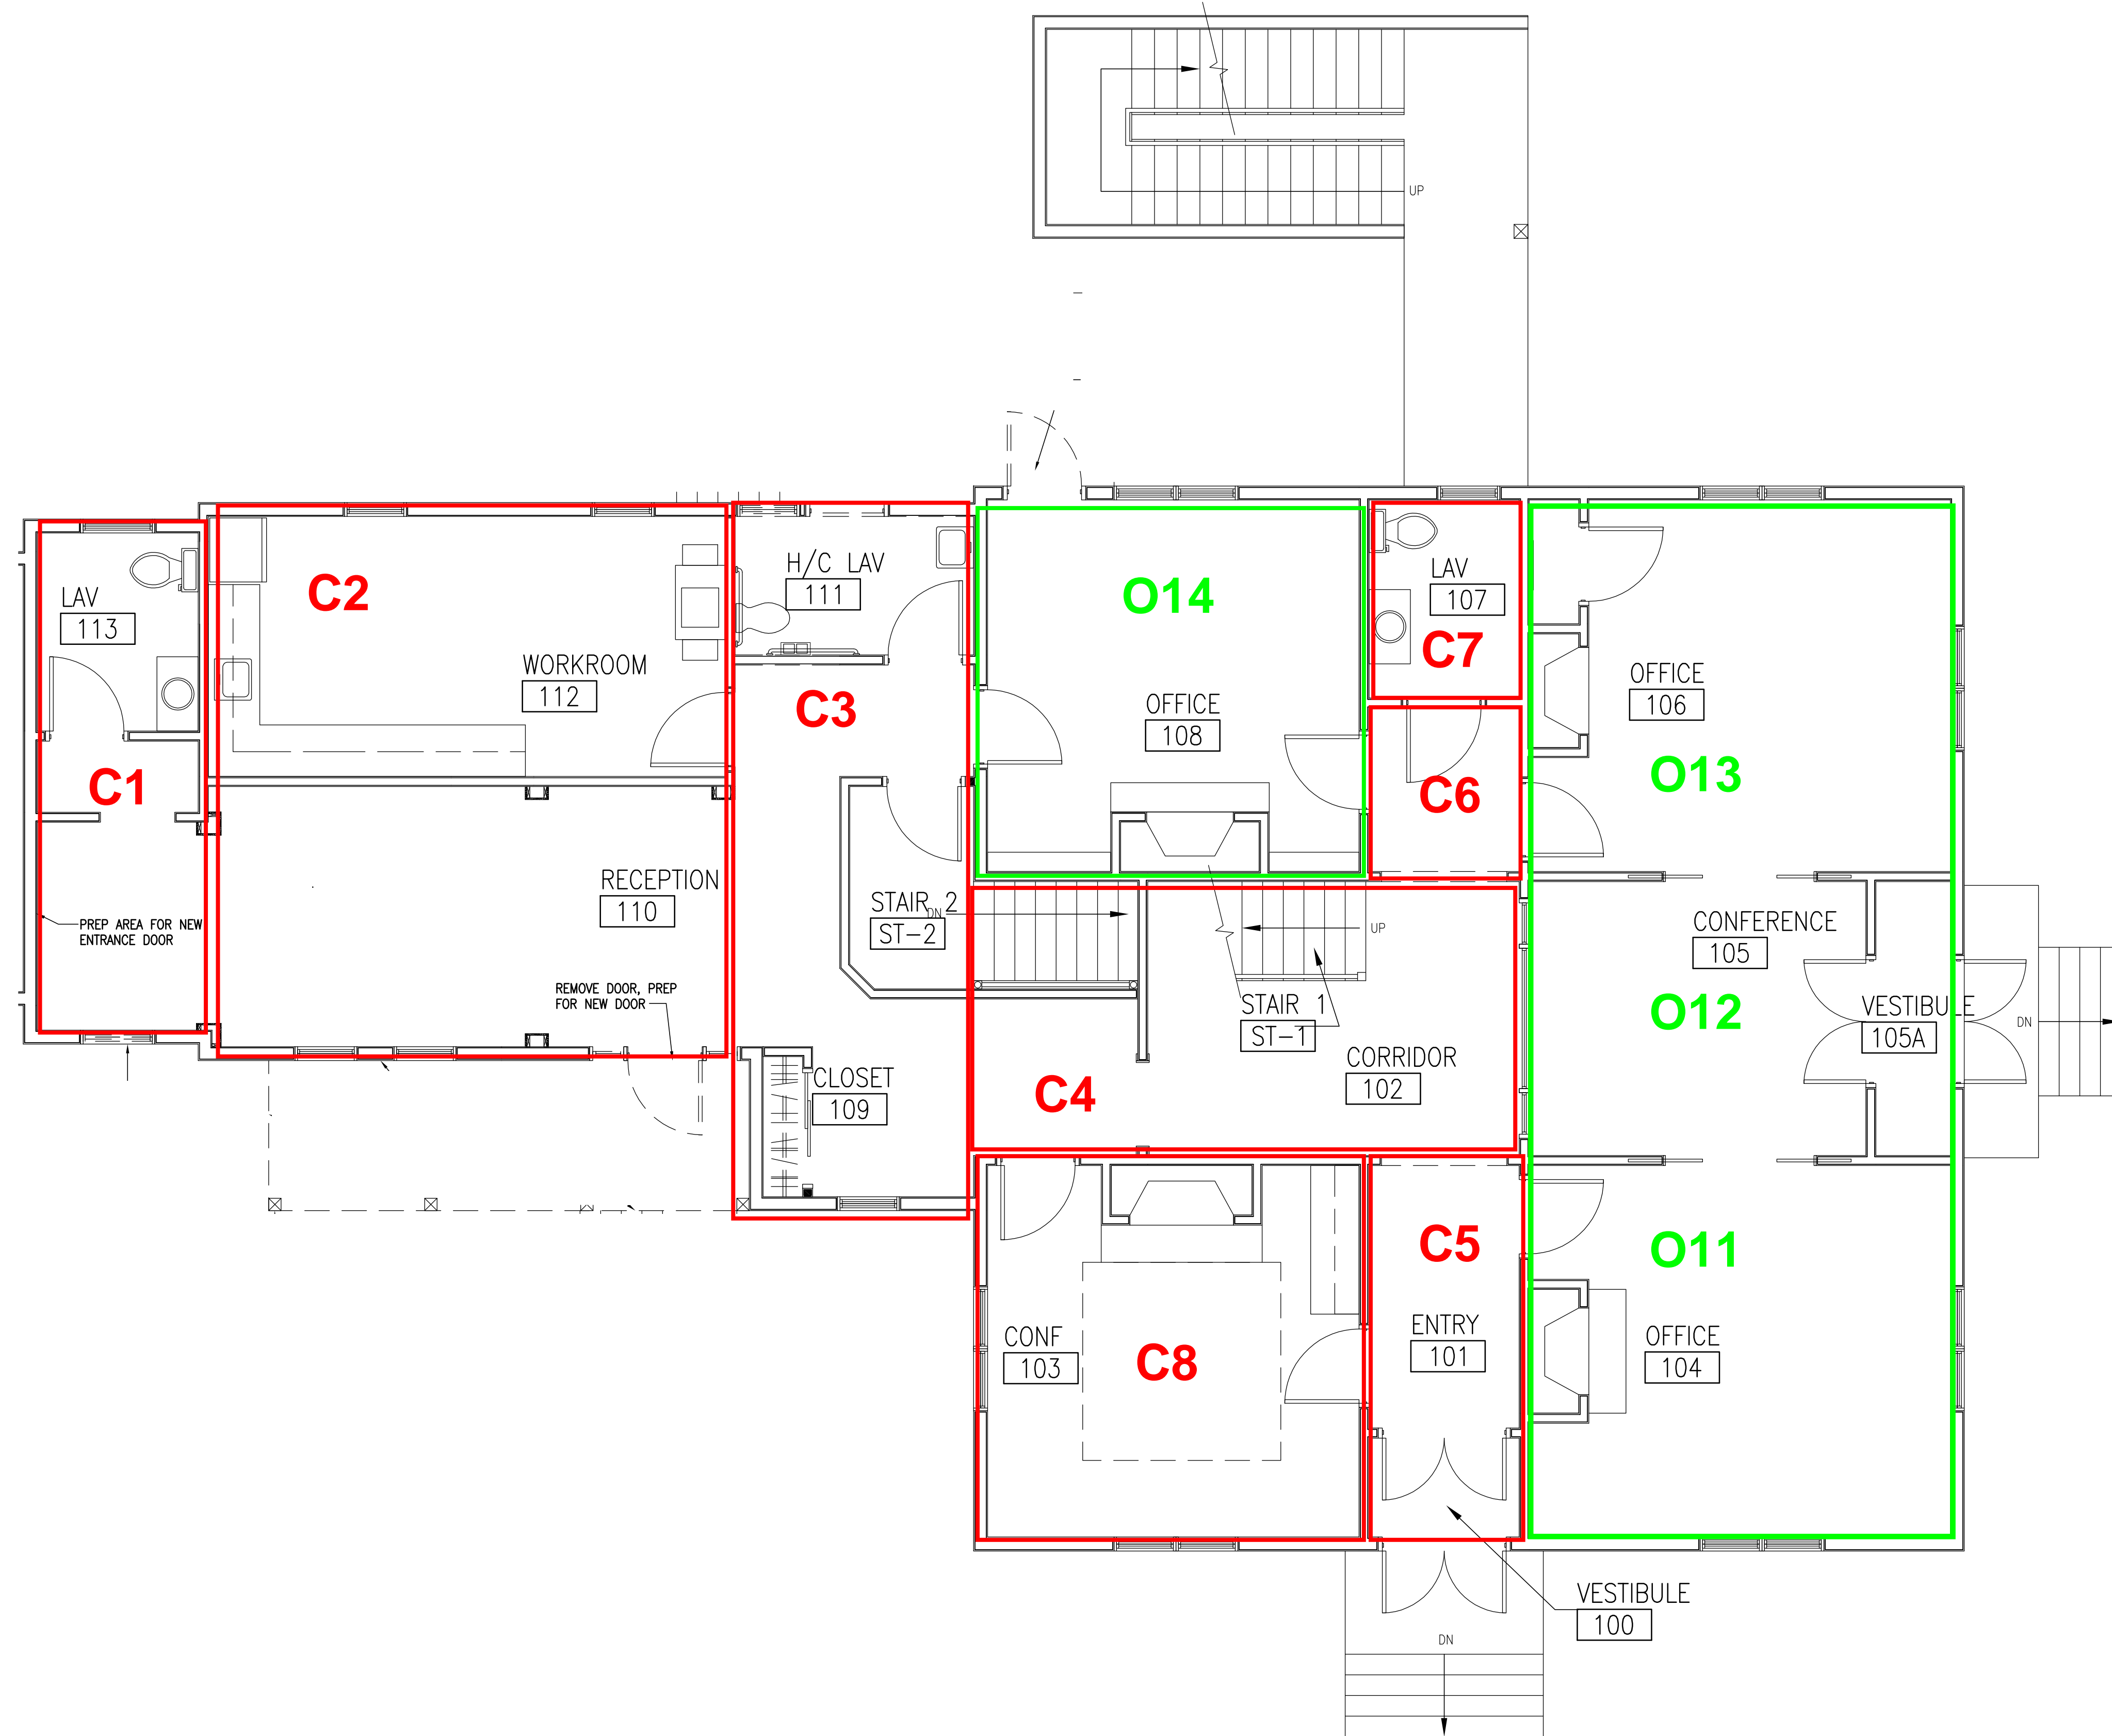 UP
C2
H/C LAV
111
O14
LAV
107
LAV
113
C7
WORKROOM
112
C3
OFFICE
108
OFFICE
106
C1
C6
O13
RECEPTION
110
STAIR 2
DN
ST-2
UP
PREP AREA FOR NEW
ENTRANCE DOOR
CONFERENCE
105
REMOVE DOOR, PREP
FOR NEW DOOR
STAIR 1
ST-1
O12
VESTIBULE
105A
DN
CORRIDOR
102
CLOSET
109
C4
C5
O11
CONF
103
C8
ENTRY
101
OFFICE
104
VESTIBULE
100
DN